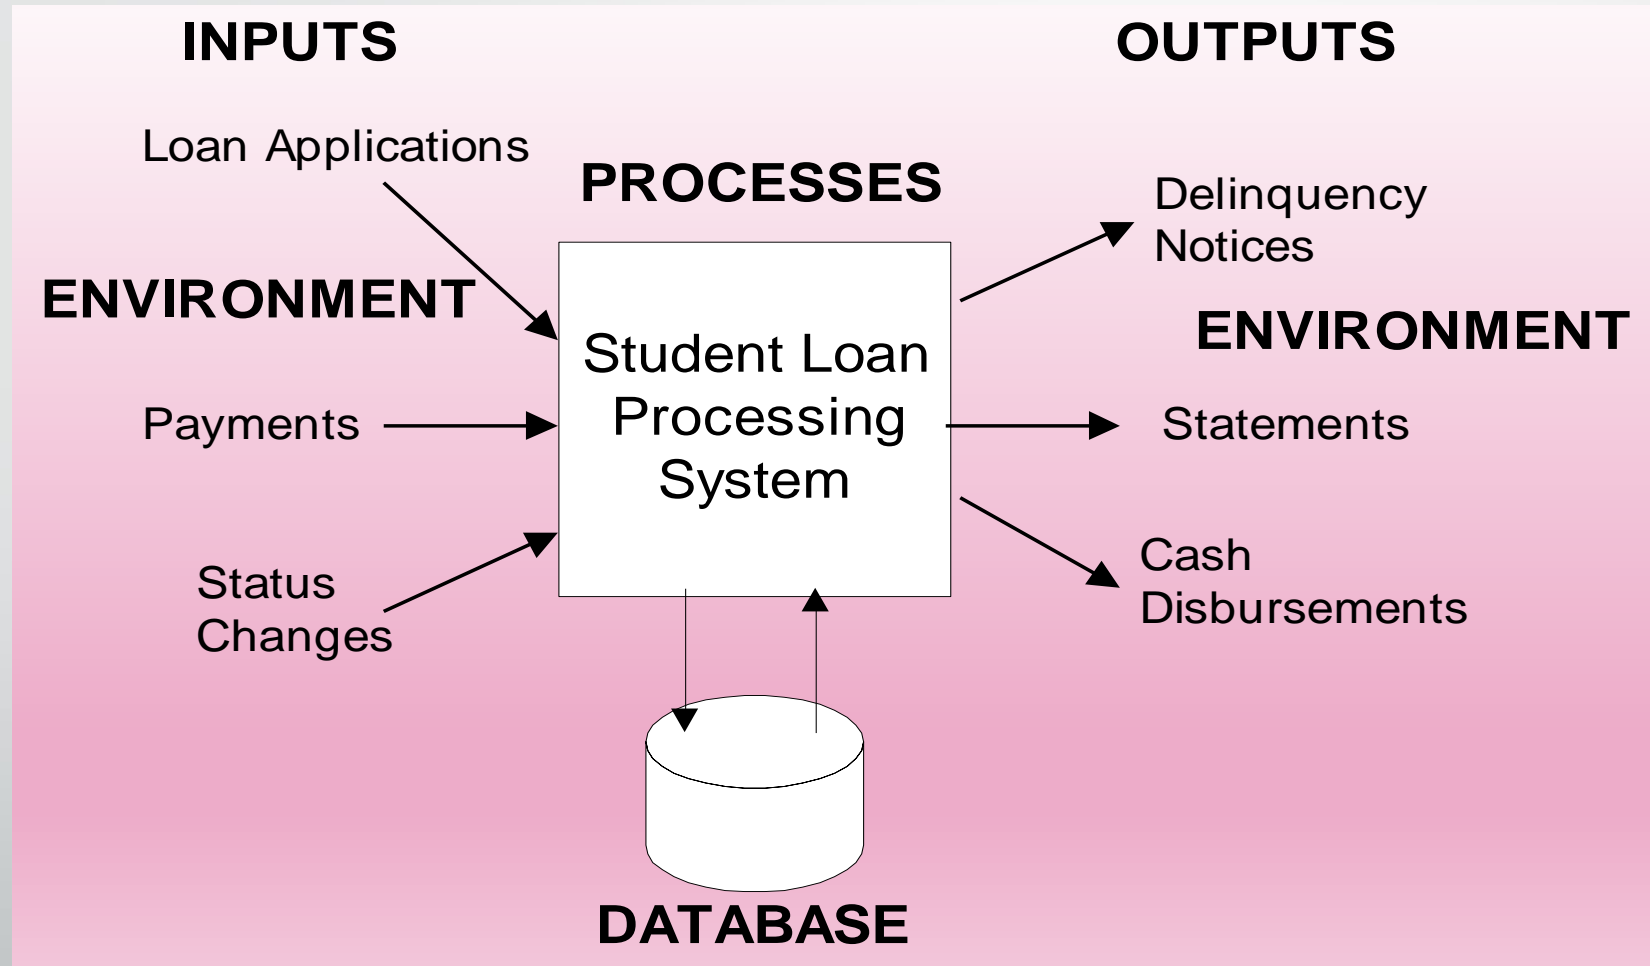 INPUTS
OUTPUTS
Loan Applications
PROCESSES
Delinquency
Notices
ENVIRONMENT
ENVIRONMENT
Student Loan
Processing
System
Payments
Statements
Status
Changes
Cash
Disbursements
DATABASE